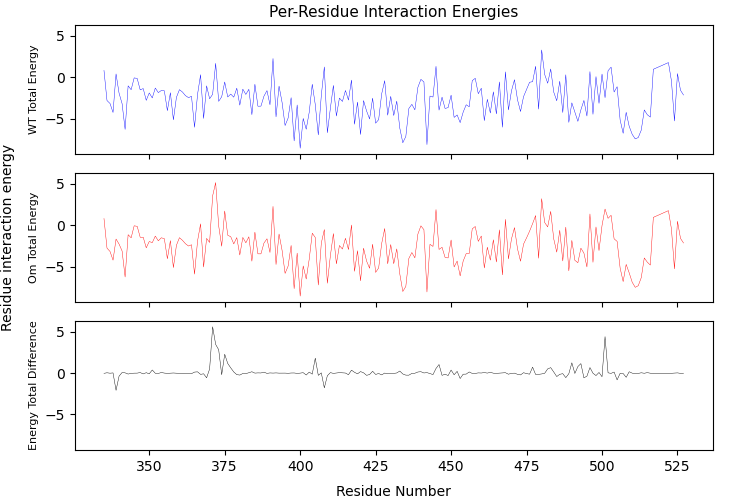 Per-Residue Interaction Energies
Residue interaction energy
WT Total Energy
5
0
−5
Om Total Energy
5
0
−5
Energy Total Difference
5
0
−5
350 375 400 425 450 475 500 525
Residue Number